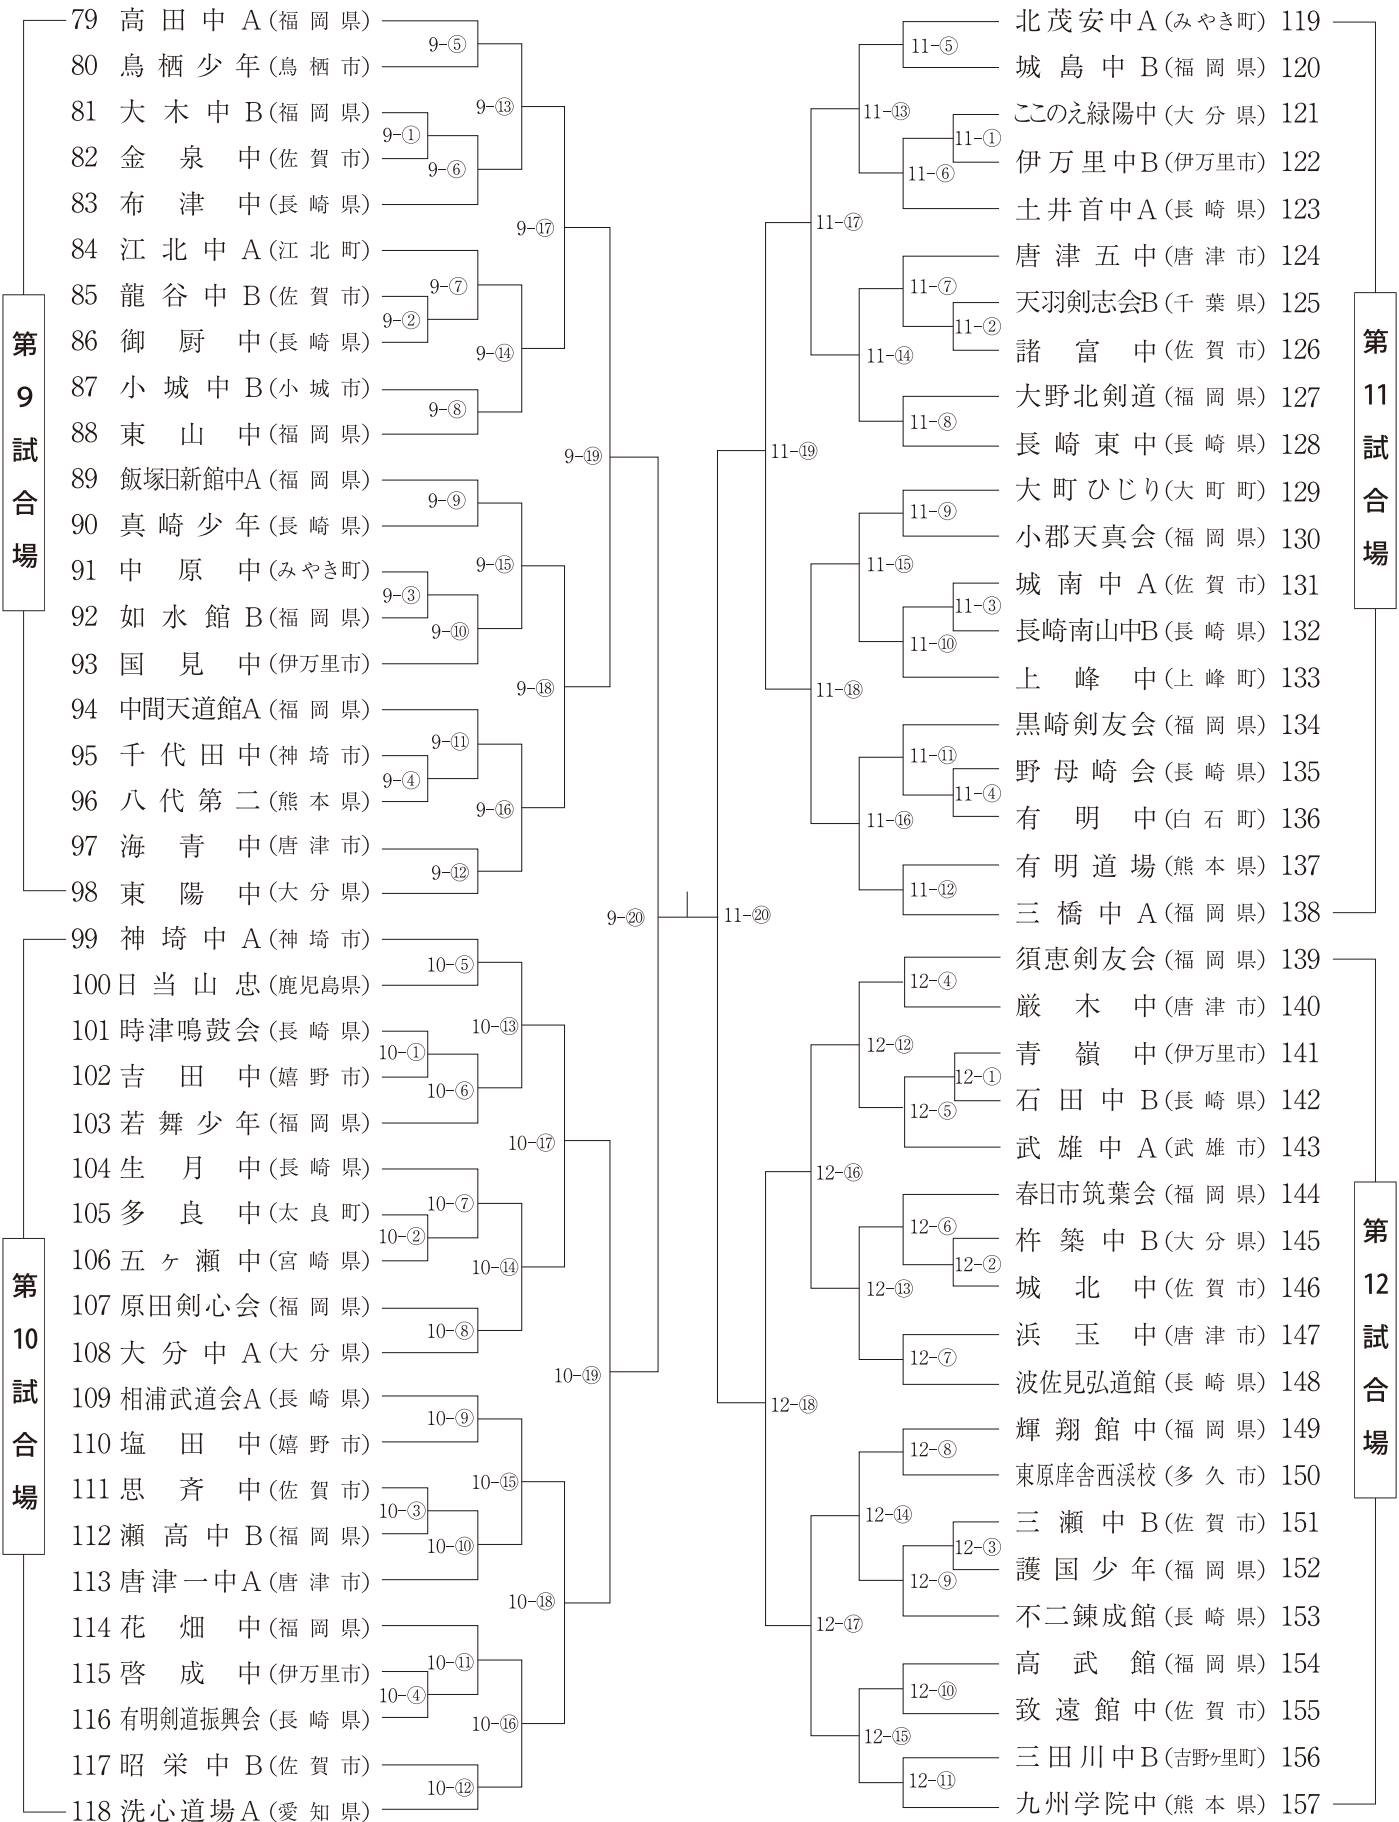 第9試合場
79 高田中A (福岡県)
80 鳥栖少年 (鳥栖市)
81 大木中B (福岡県)
82 金泉中 (佐賀市)
83 布津中 (長崎県)
84 江北中A (江北町)
85 龍谷中B (佐賀市)
86 御厨中 (長崎県)
87 小城中B (小城市)
88 東山中 (福岡県)
89 飯塚日新館中A (福岡県)
90 真崎少年 (長崎県)
91 中原中 (みやき町)
92 如水館B (福岡県)
93 国見中 (伊万里市)
94 中間天道館A (福岡県)
95 千代田中 (神埼市)
96 八代第二 (熊本県)
97 海青中 (唐津市)
98 東陽中 (大分県)
9-⑤
9-①
9-⑥
9-⑬
9-⑦
9-②
9-⑧
9-⑭
9-⑰
9-⑨
9-③
9-⑩
9-⑮
9-⑪
9-④
9-⑫
9-⑯
9-⑱
9-⑲
9-⑳
第10試合場
99 神埼中A (神埼市)
100 日当山忠 (鹿児島県)
101 時津鳴鼓会 (長崎県)
102 吉田中 (嬉野市)
103 若舞少年 (福岡県)
104 生月中 (長崎県)
105 多良中 (太良町)
106 五ヶ瀬中 (宮崎県)
107 原田剣心会 (福岡県)
108 大分中A (大分県)
109 相浦武道会A (長崎県)
110 塩田中 (嬉野市)
111 思斉中 (佐賀市)
112 瀬高中B (福岡県)
113 唐津一中A (唐津市)
114 花畑中 (福岡県)
115 啓成中 (伊万里市)
116 有明剣道振興会 (長崎県)
117 昭栄中B (佐賀市)
118 洗心道場A (愛知県)
10-⑤
10-①
10-⑥
10-⑬
10-⑦
10-②
10-⑧
10-⑭
10-⑰
10-⑨
10-③
10-⑩
10-⑮
10-⑪
10-④
10-⑫
10-⑯
10-⑱
10-⑲
第11試合場
北茂安中A (みやき町) 119
城島中B (福岡県) 120
ここのえ緑陽中 (大分県) 121
伊万里中B (伊万里市) 122
土井首中A (長崎県) 123
唐津五中 (唐津市) 124
天羽剣志会B (千葉県) 125
諸富中 (佐賀市) 126
大野北剣道 (福岡県) 127
長崎東中 (長崎県) 128
大町ひじり (大町町) 129
小郡天真会 (福岡県) 130
城南中A (佐賀市) 131
長崎南山中B (長崎県) 132
上峰中 (上峰町) 133
黒崎剣友会 (福岡県) 134
野母崎会 (長崎県) 135
有明中 (白石町) 136
有明道場 (熊本県) 137
三橋中A (福岡県) 138
11-⑤
11-①
11-⑥
11-⑬
11-⑦
11-②
11-⑧
11-⑭
11-⑰
11-⑨
11-③
11-⑩
11-⑮
11-⑪
11-④
11-⑫
11-⑯
11-⑱
11-⑲
11-⑳
第12試合場
須恵剣友会 (福岡県) 139
厳木中 (唐津市) 140
青嶺中 (伊万里市) 141
石田中B (長崎県) 142
武雄中A (武雄市) 143
春日市筑葉会 (福岡県) 144
杵築中B (大分県) 145
城北中 (佐賀市) 146
浜玉中 (唐津市) 147
波佐見弘道館 (長崎県) 148
輝翔館中 (福岡県) 149
東原庠舎西渓校 (多久市) 150
三瀬中B (佐賀市) 151
護国少年 (福岡県) 152
不二錬成館 (長崎県) 153
高武館 (福岡県) 154
致遠館中 (佐賀市) 155
三田川中B (吉野ヶ里町) 156
九州学院中 (熊本県) 157
12-④
12-①
12-⑤
12-⑫
12-⑥
12-②
12-⑦
12-⑬
12-⑯
12-⑧
12-③
12-⑨
12-⑭
12-⑩
12-⑪
12-⑮
12-⑰
12-⑱